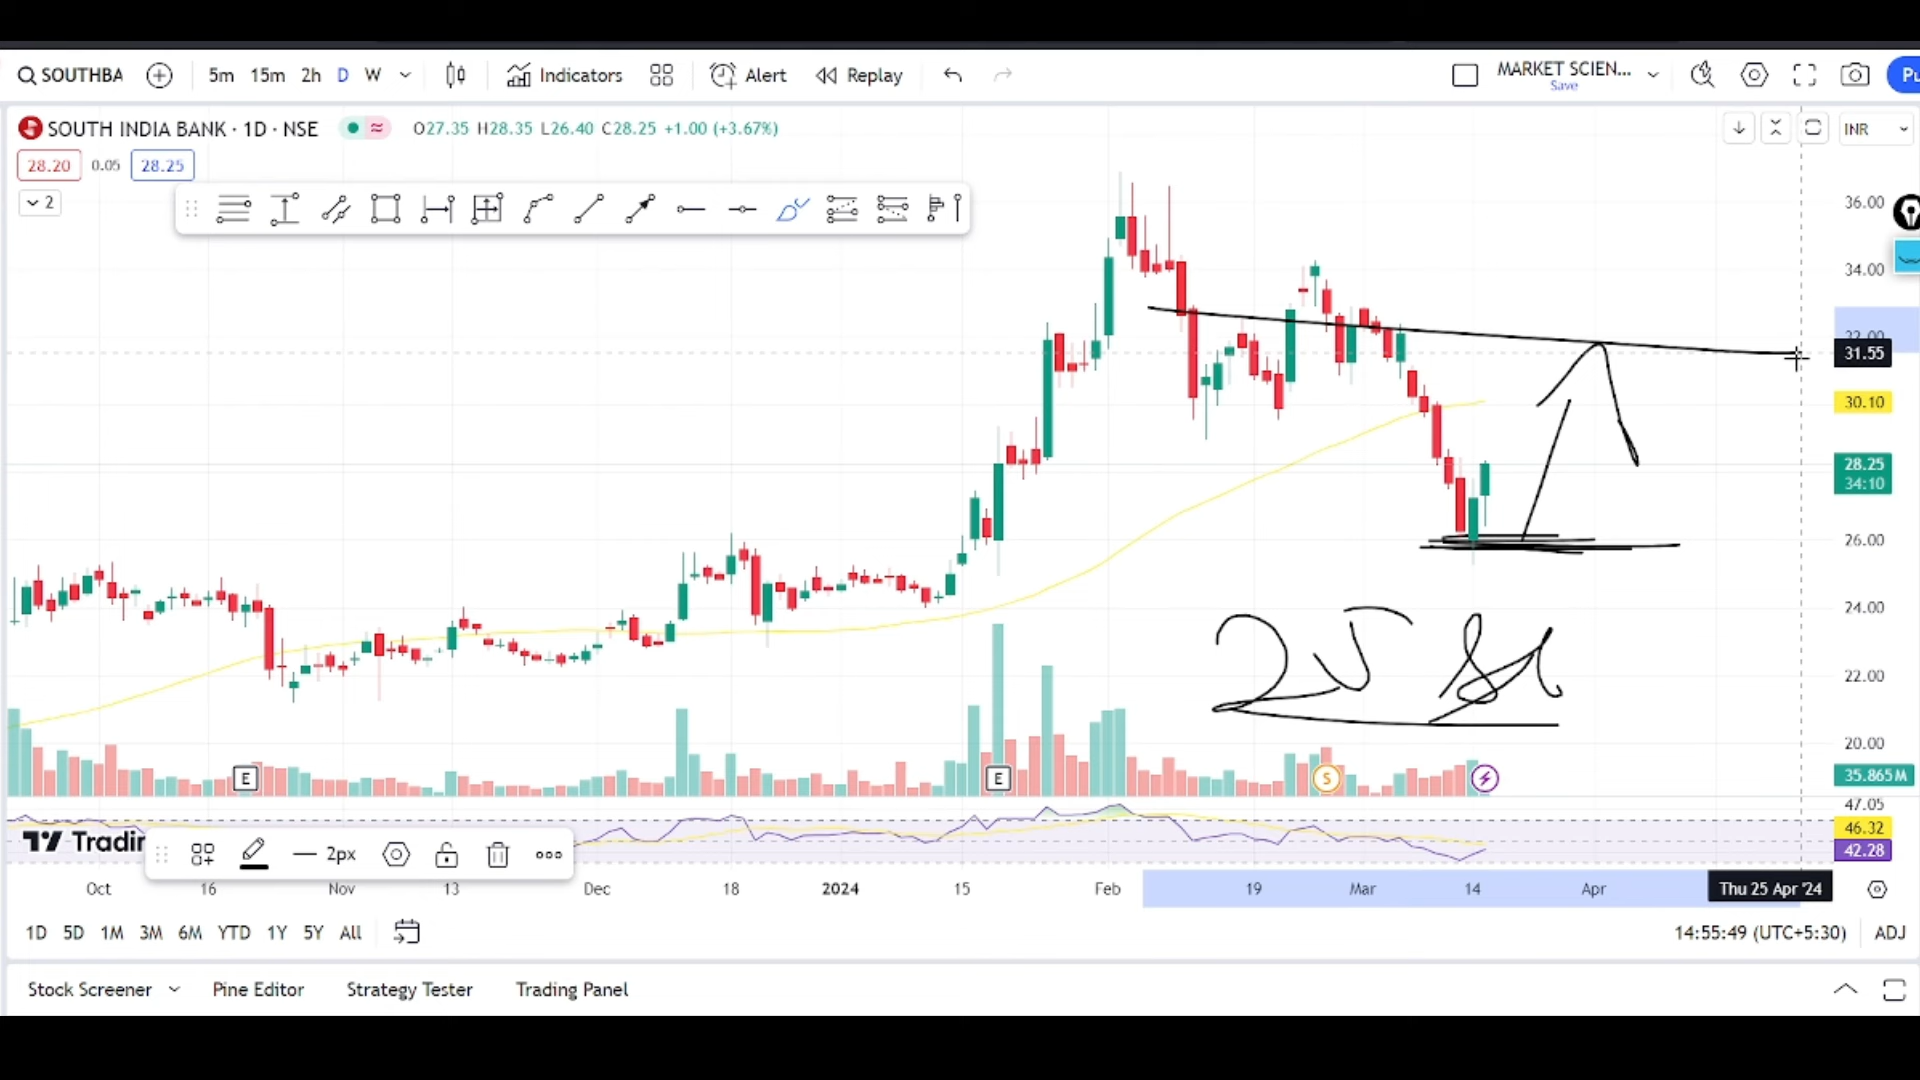 SOUTHBA 5m 15m 2h D W Indicators Alert Replay MARKET SCIEN... Save Pu
SOUTH INDIA BANK · 1D · NSE O27.35 H28.35 L26.40 C28.25 +1.00 (+3.67%) INR
28.20 0.05 28.25
2
36.00
34.00
32.00
31.55
30.10
28.25
34:10
26.00
24.00
25
22.00
20.00
E E S 35.865M
47.05
46.32
42.28
Tradin
2px
Oct 16 Nov 13 Dec 18 2024 15 Feb 19 Mar 14 Apr Thu 25 Apr '24
1D 5D 1M 3M 6M YTD 1Y 5Y All 14:55:49 (UTC+5:30) ADJ
Stock Screener Pine Editor Strategy Tester Trading Panel